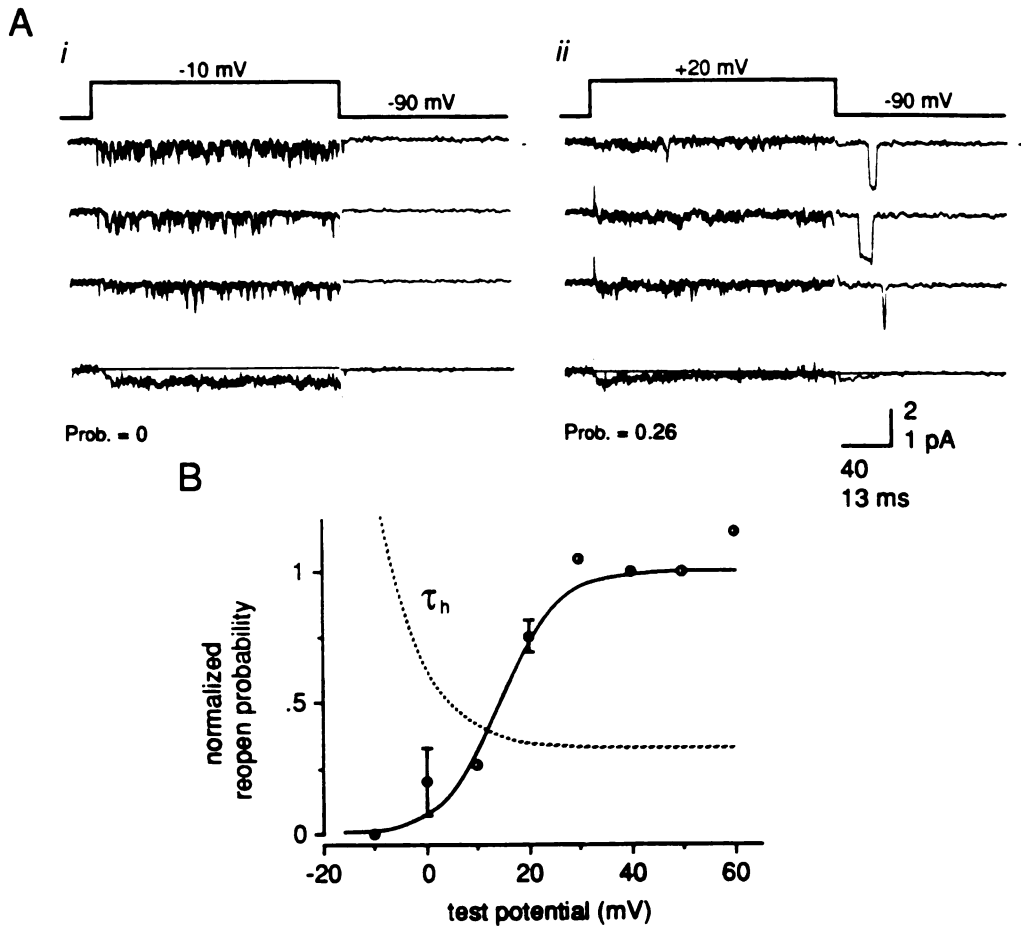 A
i
ii
-10 mV
-90 mV
+20 mV
-90 mV
Prob. = 0
Prob. = 0.26
2
1 pA
40
13 ms
B
τh
normalized
reopen probability
1
.5
0
-20
0
20
40
60
test potential (mV)